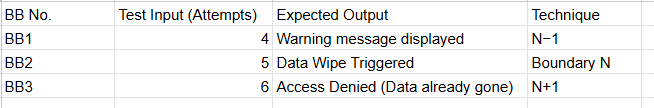 BB No. Test Input (Attempts) Expected Output Technique
BB1 4 Warning message displayed N−1
BB2 5 Data Wipe Triggered Boundary N
BB3 6 Access Denied (Data already gone) N+1